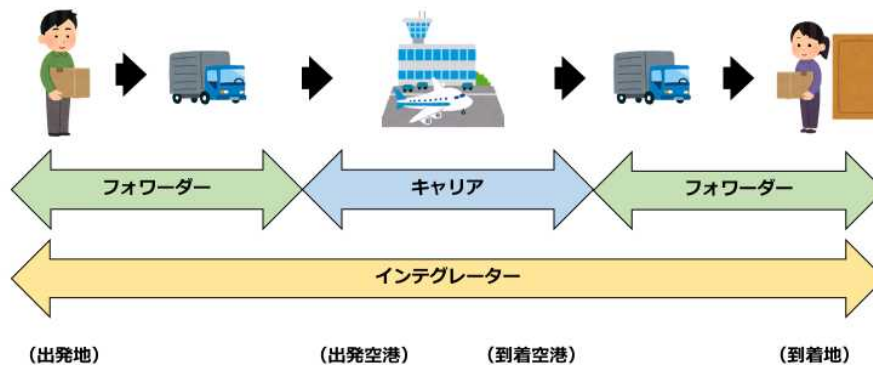 フォワーダー
キャリア
フォワーダー
インテグレーター
（出発地）
（出発空港）
（到着空港）
（到着地）